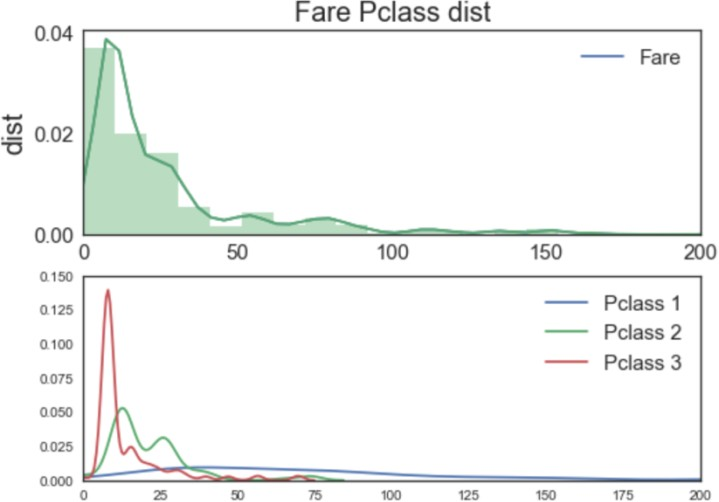 Fare Pclass dist
0.04
0.02
0.00
dist
Fare
0 50 100 150 200
0.150
0.125
0.100
0.075
0.050
0.025
0.000
Pclass 1
Pclass 2
Pclass 3
0 25 50 75 100 125 150 175 200